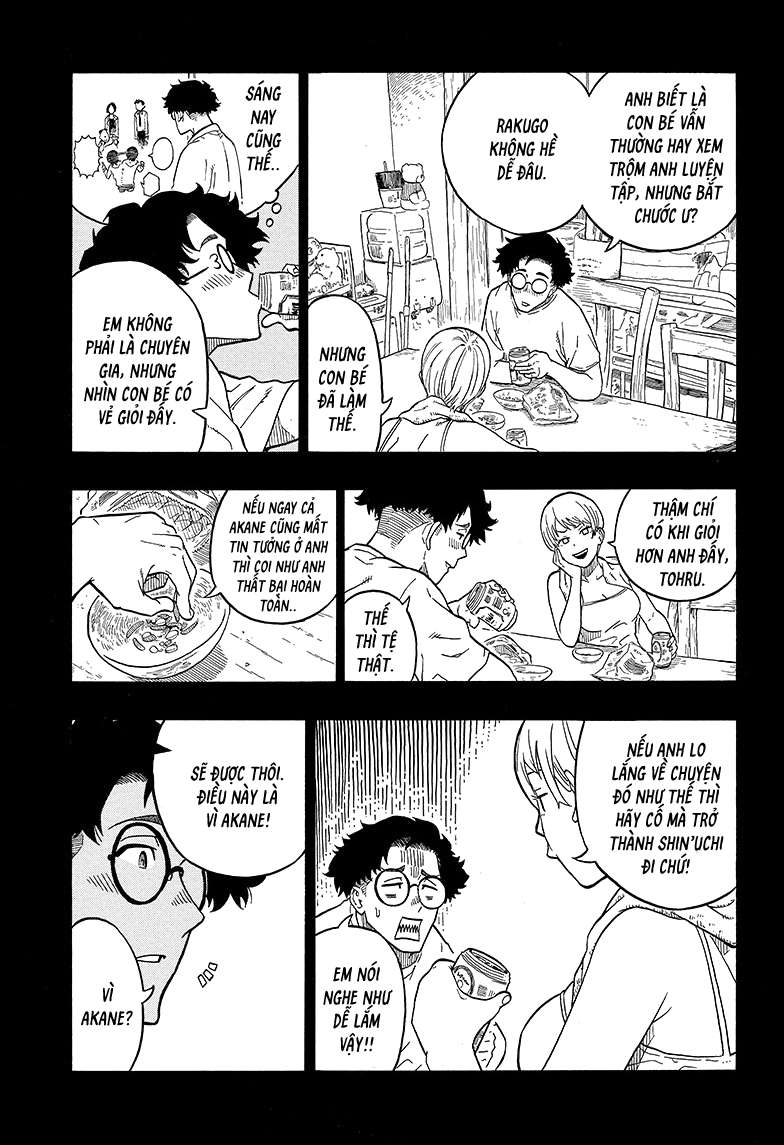 ANH BIẾT LÀ
CON BÉ VẪN
THƯỜNG HAY XEM
TRỘM ANH LUYỆN
TẬP, NHƯNG BẮT
CHƯỚC Ư?
RAKUGO
KHÔNG HỀ
DỄ ĐÂU.
NHƯNG
CON BÉ
ĐÃ LÀM
THẾ.
SÁNG
NAY
CŨNG
THẾ..
EM KHÔNG
PHẢI LÀ CHUYÊN
GIA, NHƯNG
NHÌN CON BÉ CÓ
VẺ GIỎI ĐẤY.
THẬM CHÍ
CÓ KHI GIỎI
HƠN ANH ĐẤY,
TOHRU.
THẾ
THÌ TỆ
THẬT.
NẾU NGAY CẢ
AKANE CŨNG MẤT
TIN TƯỞNG Ở ANH
THÌ COI NHƯ ANH
THẤT BẠI HOÀN
TOÀN..
NẾU ANH LO
LẮNG VỀ CHUYỆN
ĐÓ NHƯ THẾ THÌ
HÃY CỐ MÀ TRỞ
THÀNH SHIN'UCHI
ĐI CHỨ!
EM NÓI
NGHE NHƯ
DỄ LẮM
VẬY!!
SẼ ĐƯỢC THÔI.
ĐIỀU NÀY LÀ
VÌ AKANE!
VÌ
AKANE?